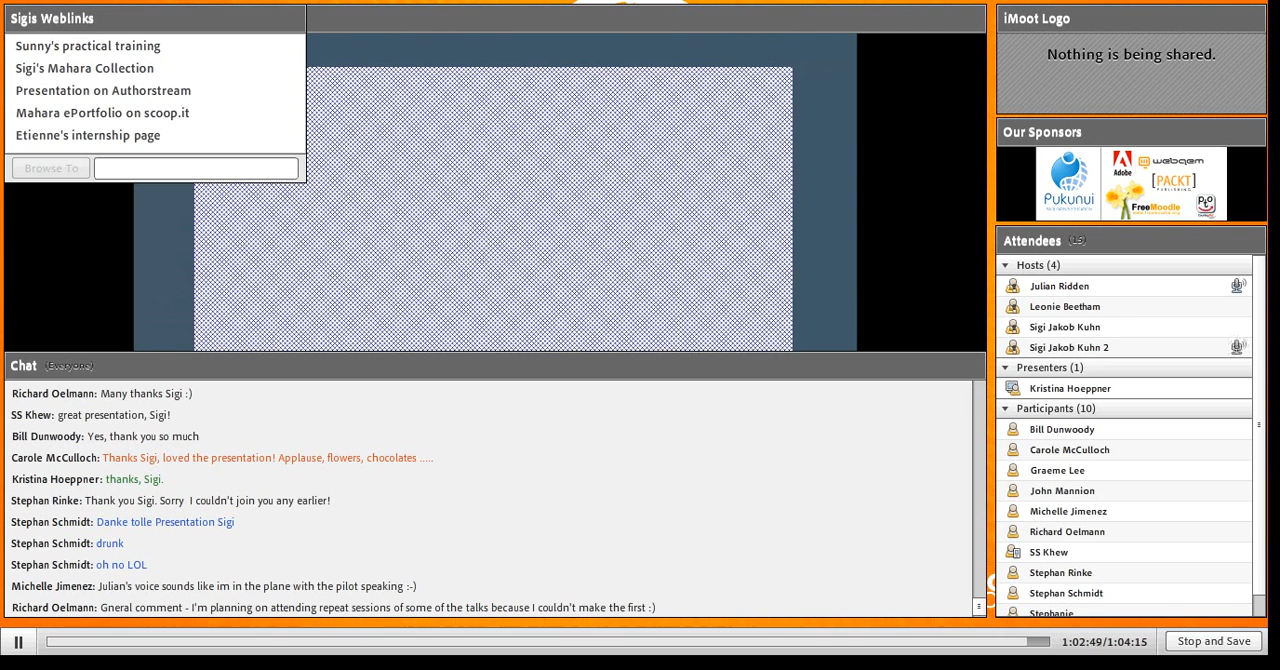 Sigis Weblinks
Sunny's practical training
Sigi's Mahara Collection
Presentation on Authorstream
Mahara ePortfolio on scoop.it
Etienne's internship page
Browse To
Chat (Everyone)
Richard Oelmann: Many thanks Sigi :)
SS Khew: great presentation, Sigi!
Bill Dunwoody: Yes, thank you so much
Carole McCulloch: Thanks Sigi, loved the presentation! Applause, flowers, chocolates .....
Kristina Hoeppner: thanks, Sigi.
Stephan Rinke: Thank you Sigi. Sorry I couldn't join you any earlier!
Stephan Schmidt: Danke tolle Presentation Sigi
Stephan Schmidt: drunk
Stephan Schmidt: oh no LOL
Michelle Jimenez: Julian's voice sounds like im in the plane with the pilot speaking :-)
Richard Oelmann: Gneral comment - I'm planning on attending repeat sessions of some of the talks because I couldn't make the first :)
iMoot Logo
Nothing is being shared.
Our Sponsors
Pukunui
Adobe
webqem
[PACKT]
PUBLISHING
FreeMoodle
Attendees (15)
Hosts (4)
Julian Ridden
Leonie Beetham
Sigi Jakob Kuhn
Sigi Jakob Kuhn 2
Presenters (1)
Kristina Hoeppner
Participants (10)
Bill Dunwoody
Carole McCulloch
Graeme Lee
John Mannion
Michelle Jimenez
Richard Oelmann
SS Khew
Stephan Rinke
Stephan Schmidt
Stephanie
1:02:49/1:04:15
Stop and Save